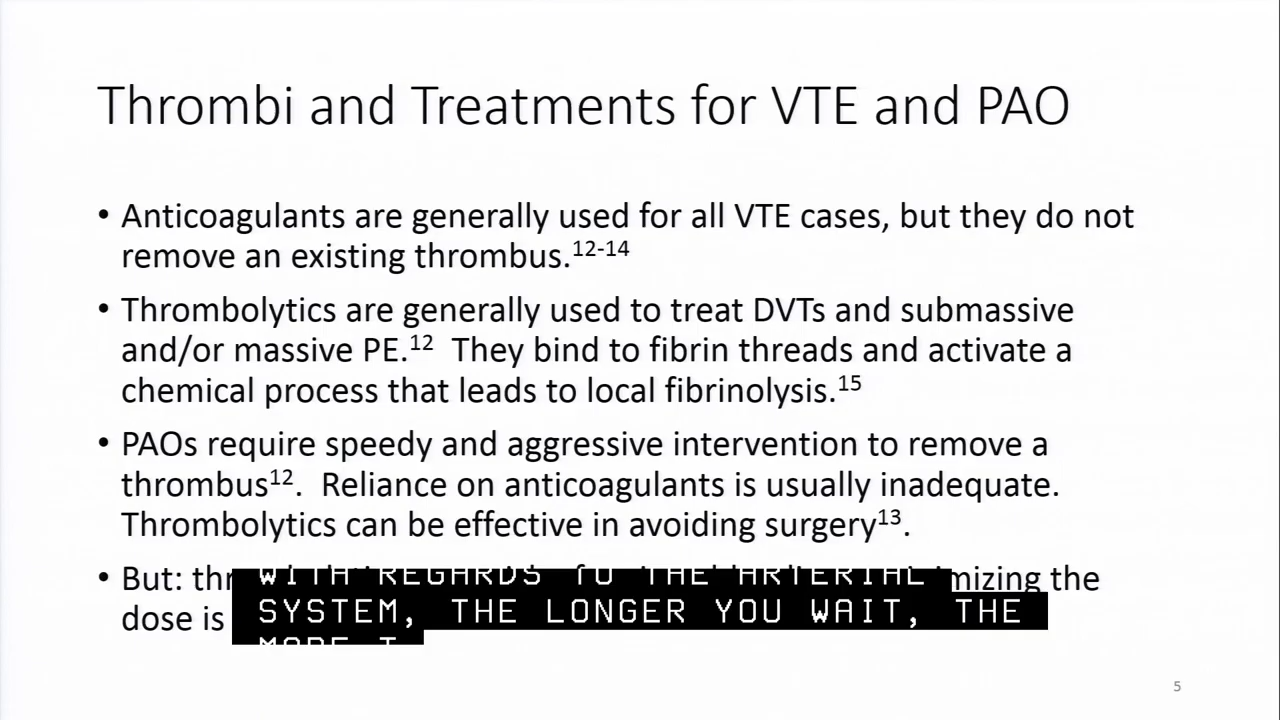 Thrombi and Treatments for VTE and PAO
• Anticoagulants are generally used for all VTE cases, but they do not
remove an existing thrombus.12-14
• Thrombolytics are generally used to treat DVTs and submassive
and/or massive PE.12 They bind to fibrin threads and activate a
chemical process that leads to local fibrinolysis.15
• PAOs require speedy and aggressive intervention to remove a
thrombus12. Reliance on anticoagulants is usually inadequate.
Thrombolytics can be effective in avoiding surgery13.
• But: the
dose is
WITH REGARDS TO THE ARTERIAL
SYSTEM, THE LONGER YOU WAIT, THE
MORE I
5